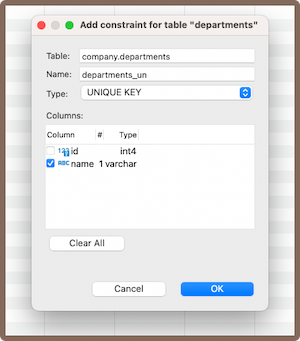 Add constraint for table "departments"
Table: company.departments
Name: departments_un
Type: UNIQUE KEY
Columns:
Column # Type
123 id int4
ABC name 1 varchar
Clear All
Cancel OK